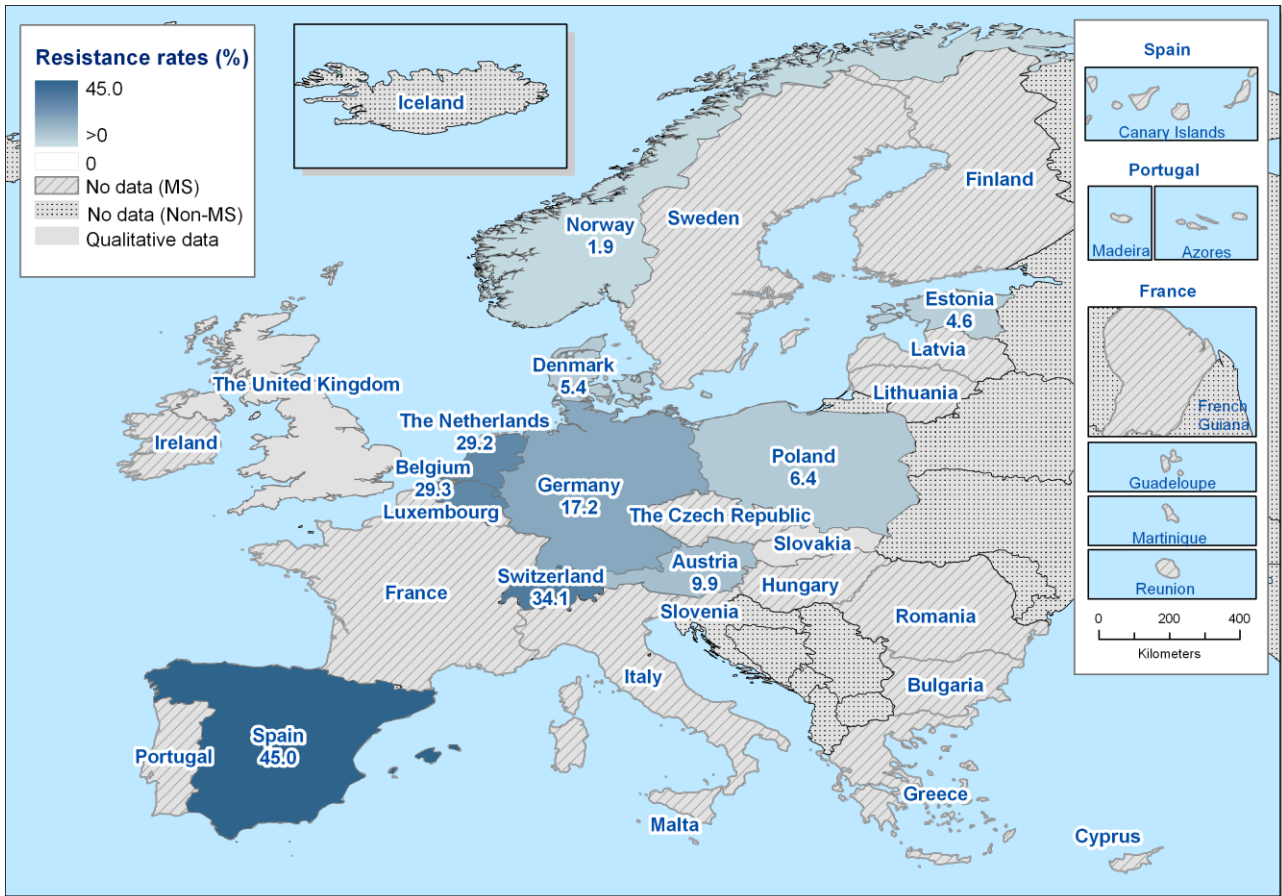 Resistance rates (%)
45.0
>0
0
No data (MS)
No data (Non-MS)
Qualitative data
Iceland
Spain
Canary Islands
Portugal
Madeira
Azores
France
French
Guiana
Guadeloupe
Martinique
Reunion
0 200 400
Kilometers
Finland
Sweden
Norway
1.9
Estonia
4.6
Latvia
Lithuania
Denmark
5.4
The United Kingdom
Ireland
The Netherlands
29.2
Belgium
29.3
Luxembourg
Germany
17.2
Poland
6.4
The Czech Republic
Slovakia
Austria
9.9
Hungary
Switzerland
34.1
Slovenia
France
Romania
Italy
Bulgaria
Spain
45.0
Portugal
Greece
Malta
Cyprus